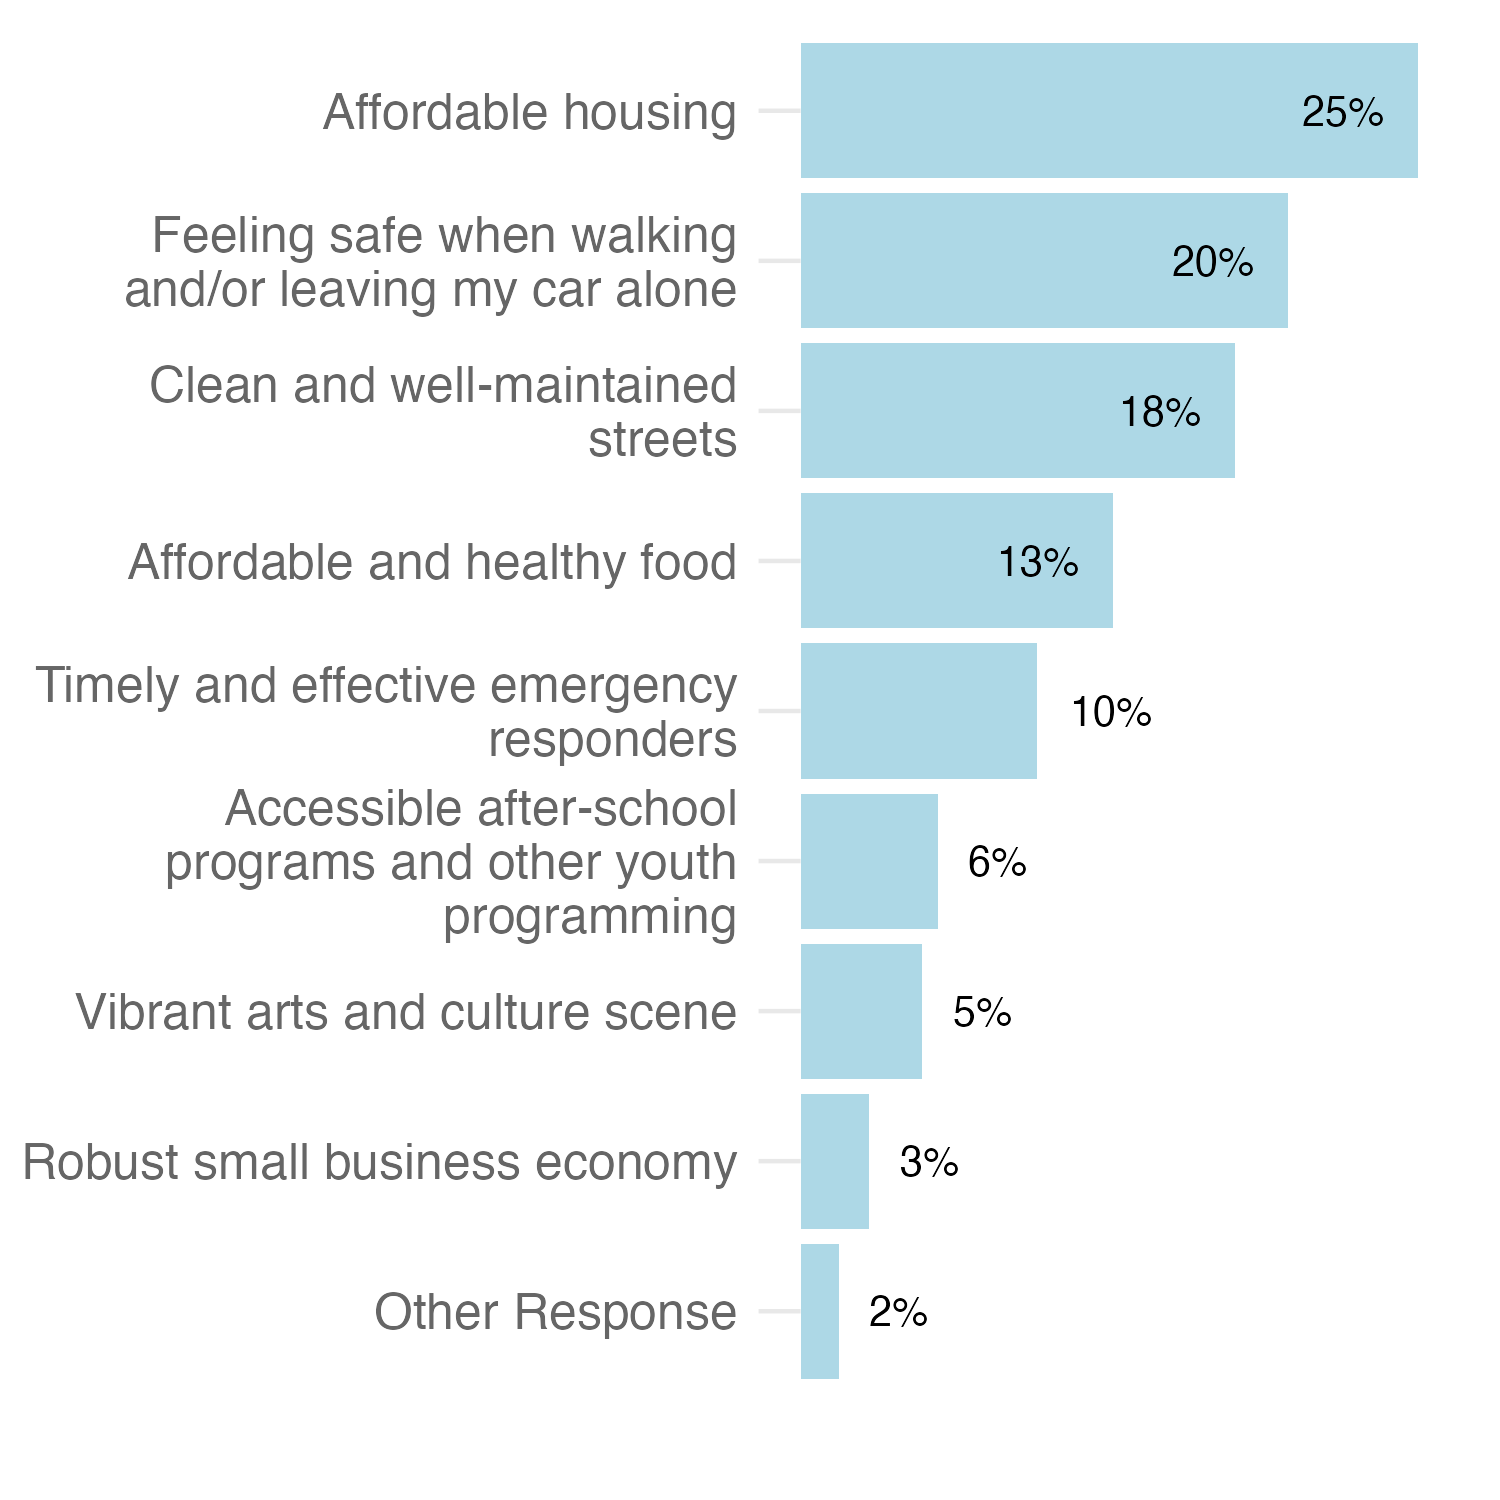 Affordable housing
25%
Feeling safe when walking
and/or leaving my car alone
20%
Clean and well-maintained
streets
18%
Affordable and healthy food
13%
Timely and effective emergency
responders
10%
Accessible after-school
programs and other youth
programming
6%
Vibrant arts and culture scene
5%
Robust small business economy
3%
Other Response
2%